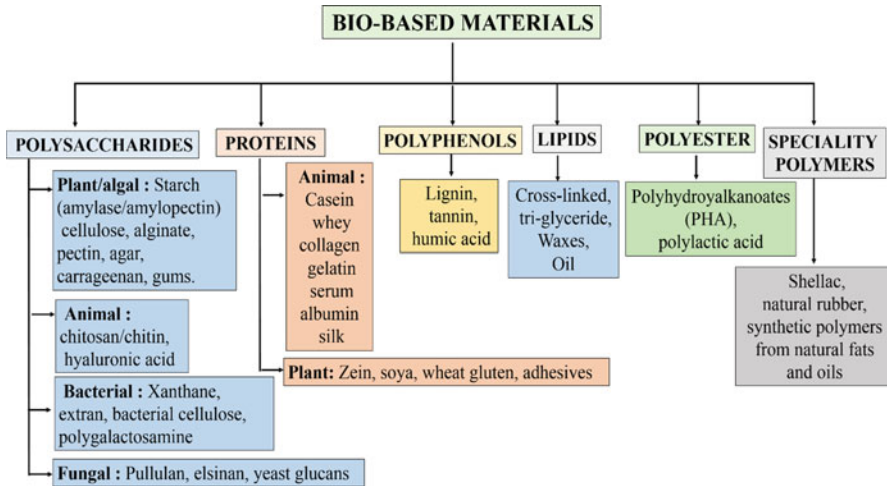 BIO-BASED MATERIALS
POLYSACCHARIDES
Plant/algal : Starch
(amylase/amylopectin)
cellulose, alginate,
pectin, agar,
carrageenan, gums.
Animal :
chitosan/chitin,
hyaluronic acid
Bacterial : Xanthane,
extran, bacterial cellulose,
polygalactosamine
Fungal : Pullulan, elsinan, yeast glucans
PROTEINS
Animal :
Casein
whey
collagen
gelatin
serum
albumin
silk
Plant: Zein, soya, wheat gluten, adhesives
POLYPHENOLS
Lignin,
tannin,
humic acid
LIPIDS
Cross-linked,
tri-glyceride,
Waxes,
Oil
POLYESTER
Polyhydroyalkanoates
(PHA),
polylactic acid
SPECIALITY
POLYMERS
Shellac,
natural rubber,
synthetic polymers
from natural fats
and oils